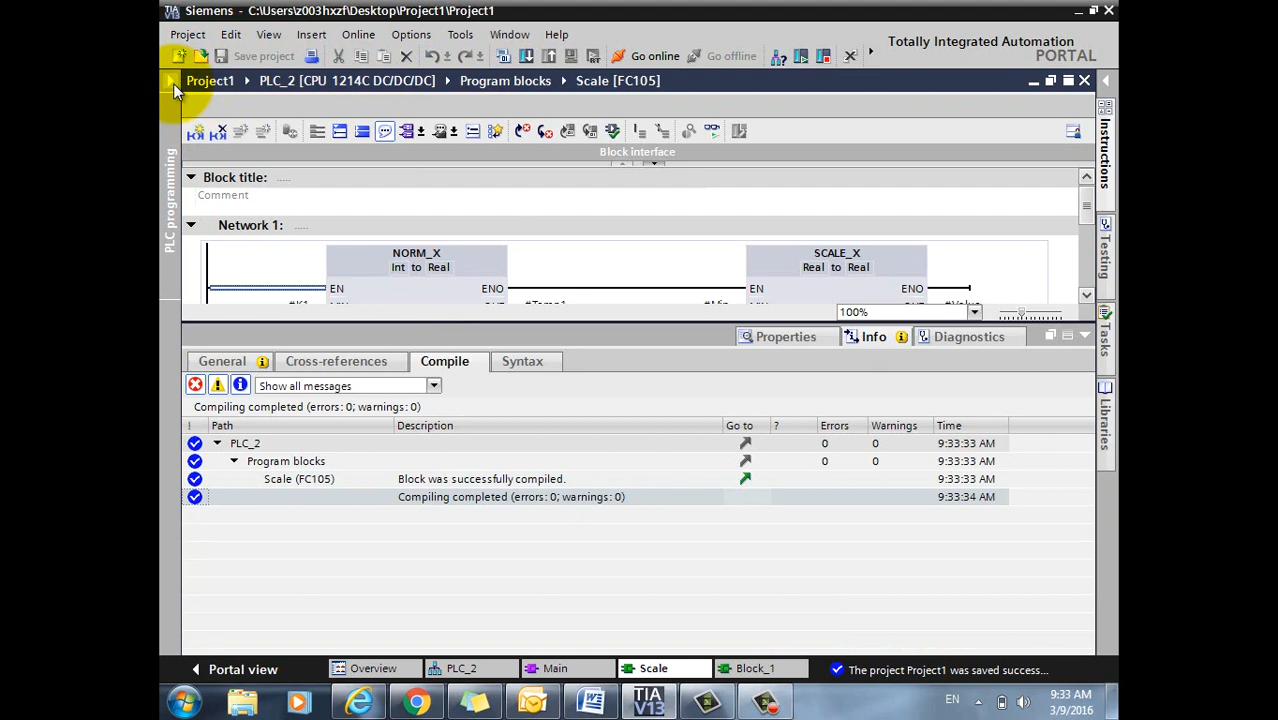 TIA
V13
Siemens - C:\Users\z003hxzf\Desktop\Project1\Project1
Project Edit View Insert Online Options Tools Window Help
Totally Integrated Automation
PORTAL
Save project Go online Go offline
Project1 PLC_2 [CPU 1214C DC/DC/DC] Program blocks Scale [FC105]
Block interface
Block title: .....
Comment
Network 1: .....
NORM_X
Int to Real
SCALE_X
Real to Real
EN ENO EN ENO
100%
PLC programming
Instructions
Testing
Tasks
Libraries
Properties Info Diagnostics
General Cross-references Compile Syntax
Show all messages
Compiling completed (errors: 0; warnings: 0)
! Path Description Go to ? Errors Warnings Time
PLC_2 0 0 9:33:33 AM
Program blocks 0 0 9:33:33 AM
Scale (FC105) Block was successfully compiled. 9:33:33 AM
Compiling completed (errors: 0; warnings: 0) 9:33:34 AM
Portal view Overview PLC_2 Main Scale Block_1 The project Project1 was saved success...
TIA
V13
EN
9:33 AM
3/9/2016